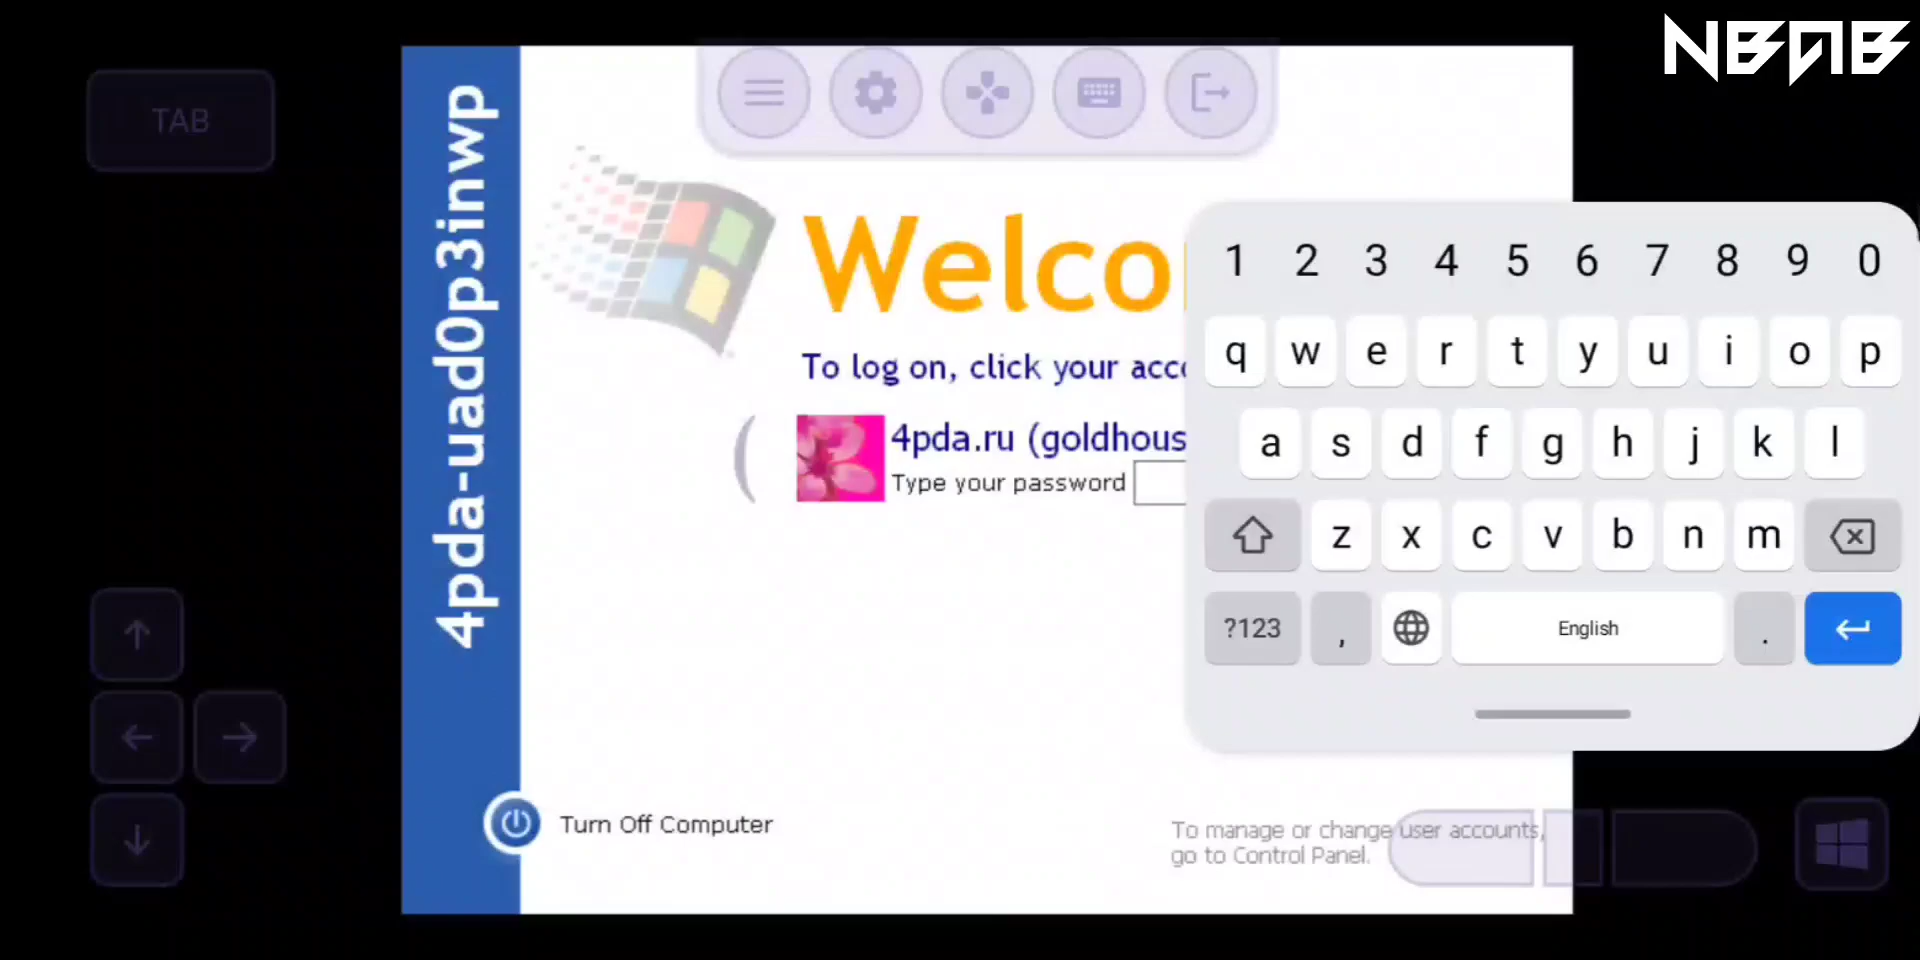 NBAB
TAB
4pda-uad0p3inwp
Welco
To log on, click your acc
4pda.ru (goldhous
Type your password
1 2 3 4 5 6 7 8 9 0
q w e r t y u i o p
a s d f g h j k l
z x c v b n m
?123 , English .
Turn Off Computer
To manage or change user accounts,
go to Control Panel.